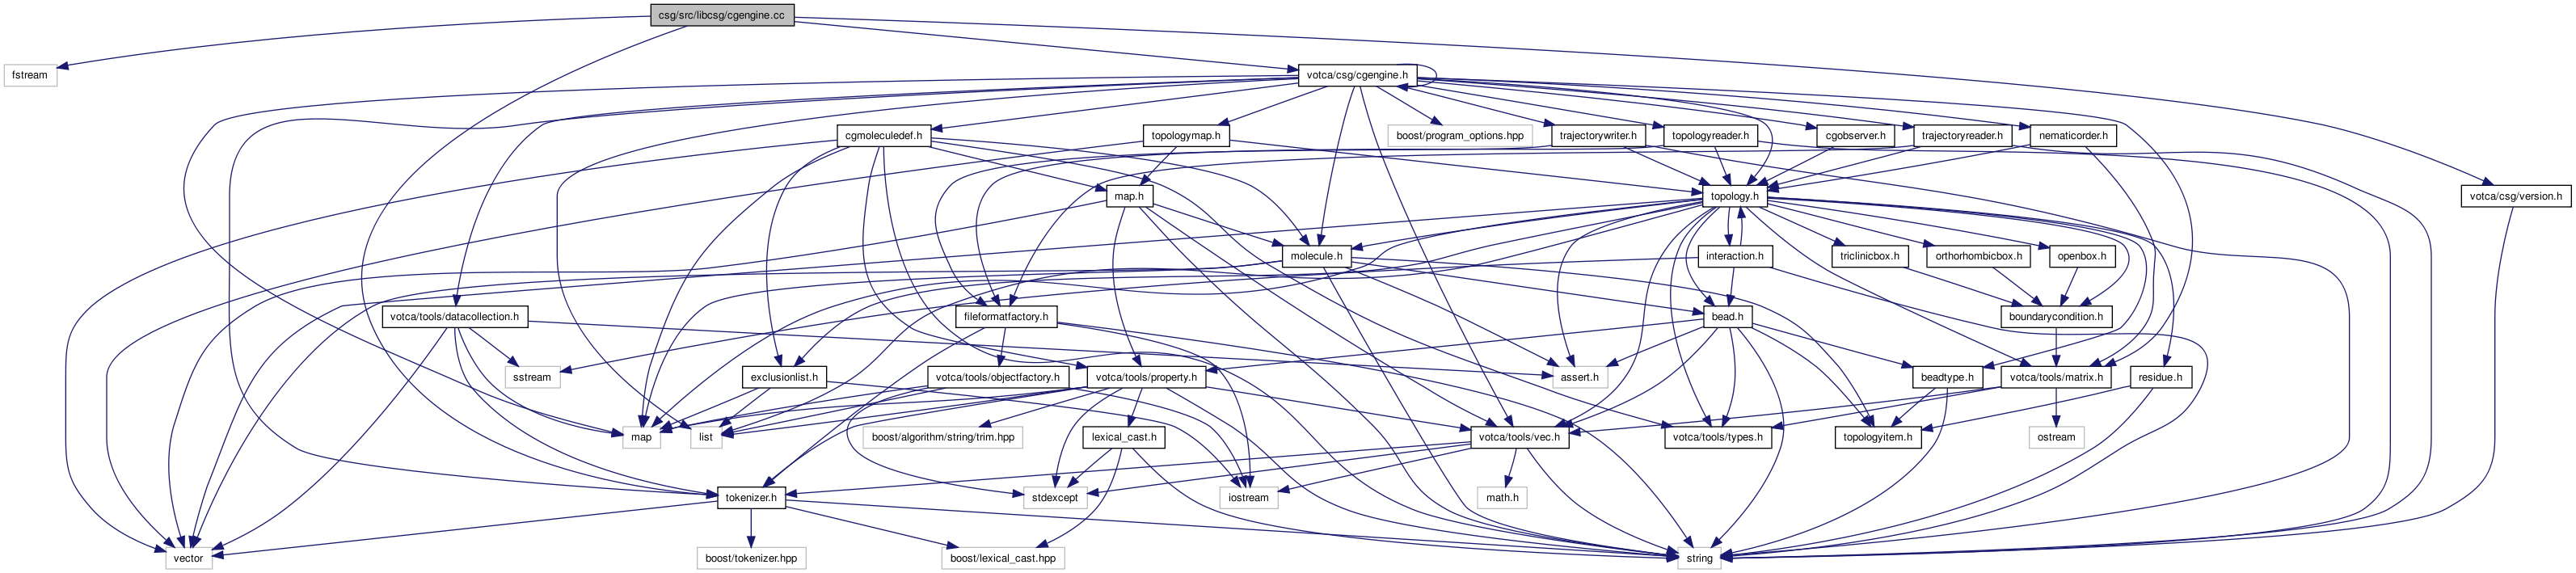 csg/src/libcsg/cgengine.cc
fstream
votca/csg/cgengine.h
cgmoleculedef.h
topologymap.h
boost/program_options.hpp
trajectorywriter.h
topologyreader.h
cgobserver.h
trajectoryreader.h
nematicorder.h
map.h
topology.h
votca/csg/version.h
molecule.h
interaction.h
triclinicbox.h
orthorhombicbox.h
openbox.h
votca/tools/datacollection.h
fileformatfactory.h
bead.h
boundarycondition.h
sstream
exclusionlist.h
votca/tools/objectfactory.h
votca/tools/property.h
assert.h
beadtype.h
votca/tools/matrix.h
residue.h
map
list
boost/algorithm/string/trim.hpp
lexical_cast.h
votca/tools/vec.h
votca/tools/types.h
topologyitem.h
ostream
tokenizer.h
stdexcept
iostream
math.h
vector
boost/tokenizer.hpp
boost/lexical_cast.hpp
string